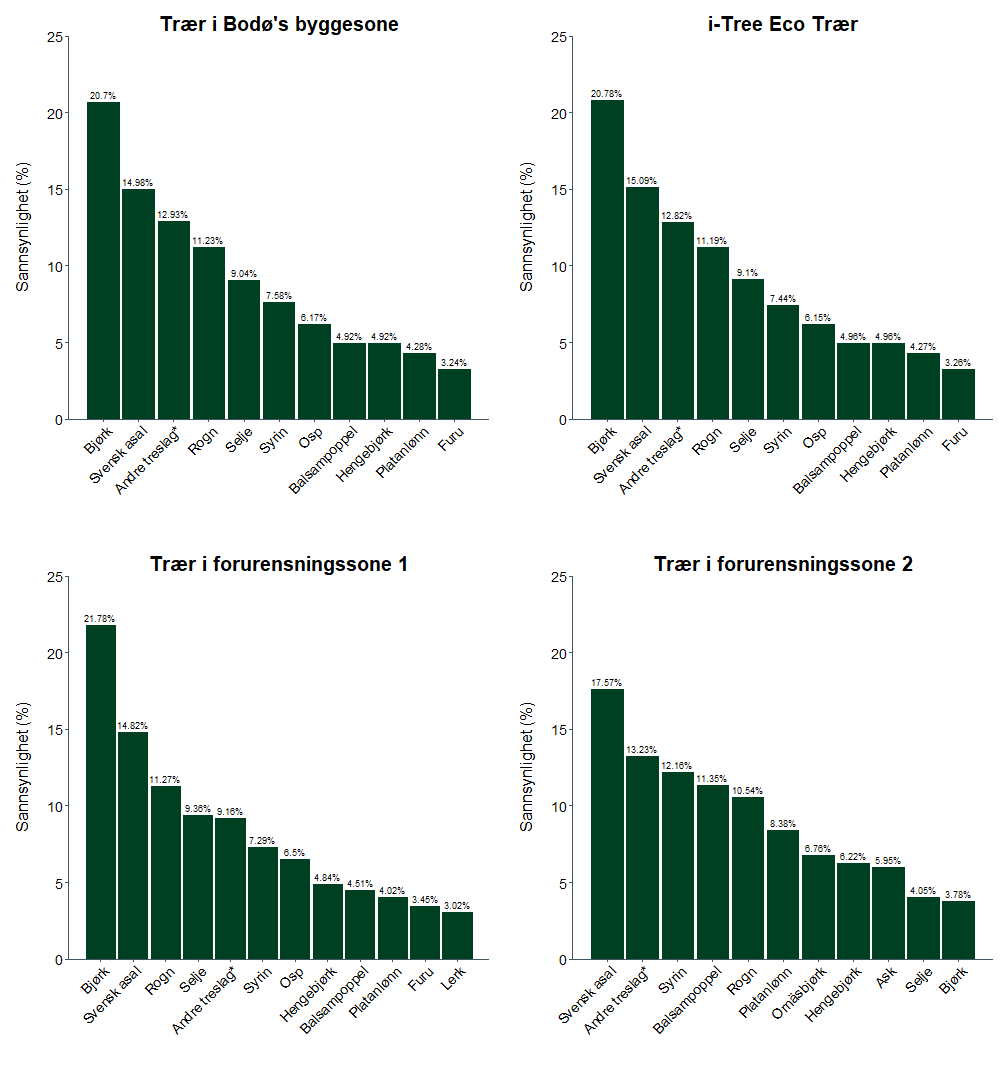 Trær i Bodø's byggesone
Sannsynlighet (%)
25
20
15
10
5
0
20.7%
14.98%
12.93%
11.23%
9.04%
7.58%
6.17%
4.92%
4.92%
4.28%
3.24%
Bjørk
Svensk asal
Andre treslag*
Rogn
Selje
Syrin
Osp
Balsampoppel
Hengebjørk
Platanlønn
Furu
i-Tree Eco Trær
Sannsynlighet (%)
25
20
15
10
5
0
20.78%
15.09%
12.82%
11.19%
9.1%
7.44%
6.15%
4.96%
4.96%
4.27%
3.26%
Bjørk
Svensk asal
Andre treslag*
Rogn
Selje
Syrin
Osp
Balsampoppel
Hengebjørk
Platanlønn
Furu
Trær i forurensningssone 1
Sannsynlighet (%)
25
20
15
10
5
0
21.78%
14.82%
11.27%
9.36%
9.16%
7.29%
6.5%
4.84%
4.51%
4.02%
3.45%
3.02%
Bjørk
Svensk asal
Rogn
Selje
Andre treslag*
Syrin
Osp
Hengebjørk
Balsampoppel
Platanlønn
Furu
Lerk
Trær i forurensningssone 2
Sannsynlighet (%)
25
20
15
10
5
0
17.57%
13.23%
12.16%
11.35%
10.54%
8.38%
6.76%
6.22%
5.95%
4.05%
3.78%
Svensk asal
Andre treslag*
Syrin
Balsampoppel
Rogn
Platanlønn
Ornäsbjörk
Hengebjørk
Ask
Selje
Bjørk